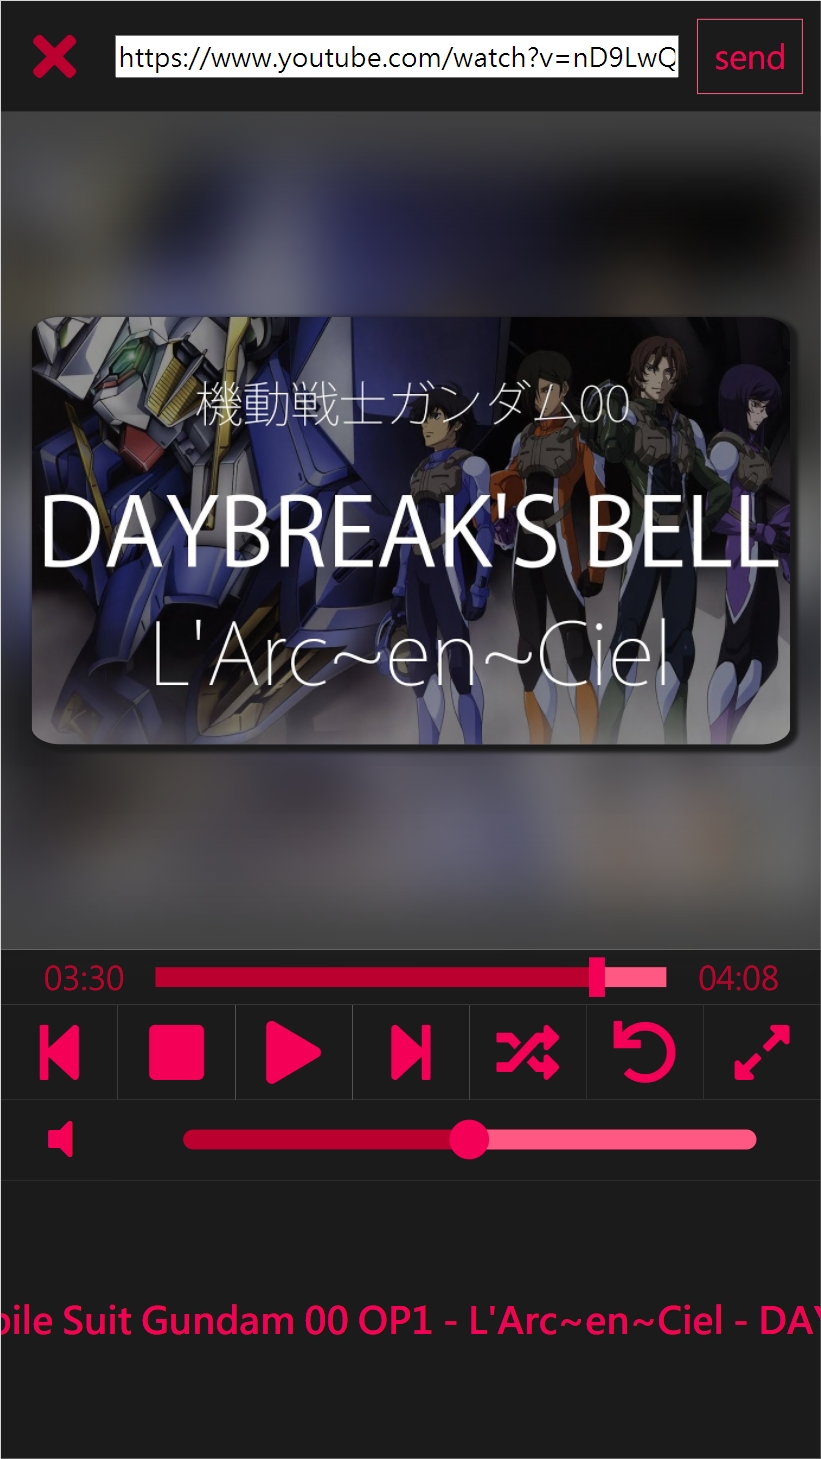 https://www.youtube.com/watch?v=nD9LwQ
send
機動戦士ガンダム00
DAYBREAK'S BELL
L'Arc~en~Ciel
03:30
04:08
bile Suit Gundam 00 OP1 - L'Arc~en~Ciel - DAY